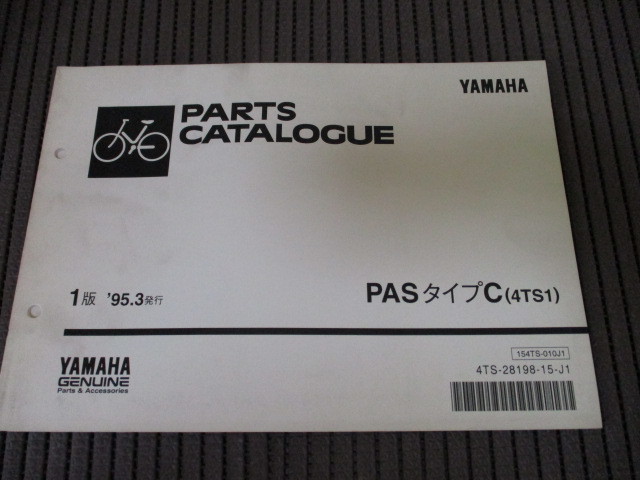 YAMAHA
PARTS
CATALOGUE
1版 '95.3発行
PASタイプC(4TS1)
YAMAHA
GENUINE
Parts & Accessories
154TS-010J1
4TS-28198-15-J1